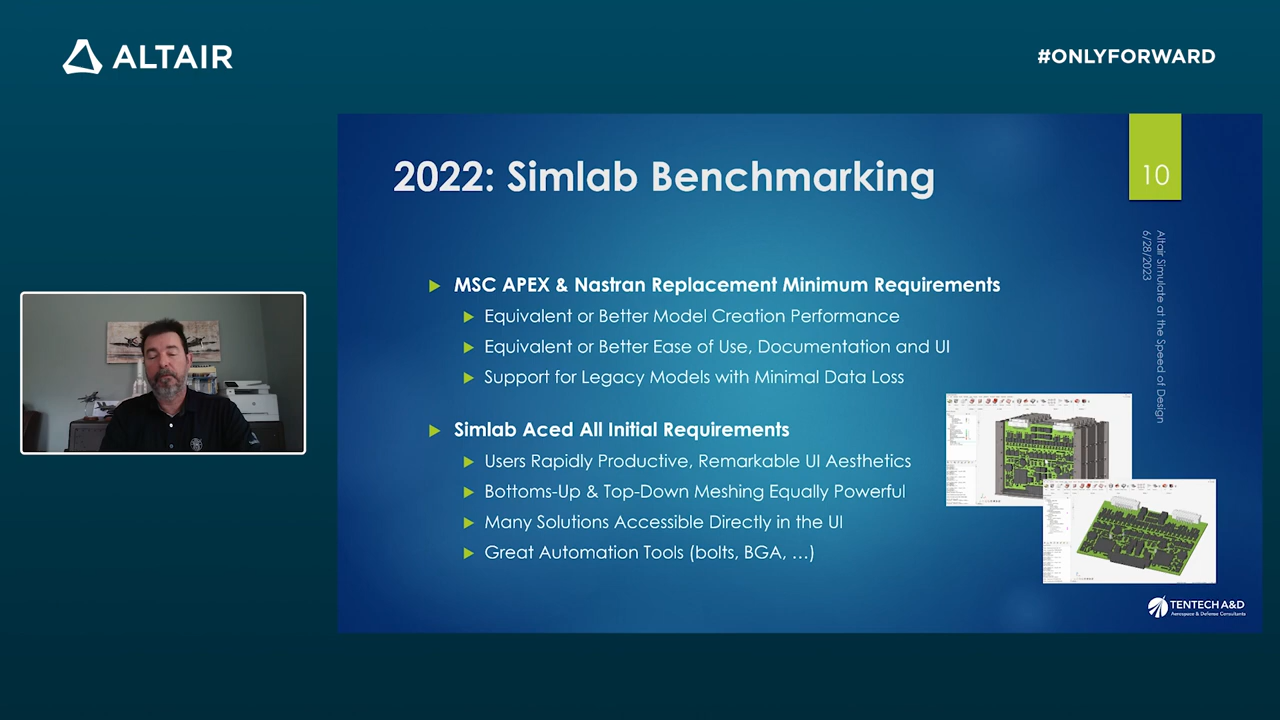 ALTAIR
#ONLYFORWARD
2022: Simlab Benchmarking
10
Altair Simulate at the Speed of Design
6/28/2023
MSC APEX & Nastran Replacement Minimum Requirements
Equivalent or Better Model Creation Performance
Equivalent or Better Ease of Use, Documentation and UI
Support for Legacy Models with Minimal Data Loss
Simlab Aced All Initial Requirements
Users Rapidly Productive, Remarkable UI Aesthetics
Bottoms-Up & Top-Down Meshing Equally Powerful
Many Solutions Accessible Directly in the UI
Great Automation Tools (bolts, BGA, ...)
TENTECH A&D
Aerospace & Defense Consultants